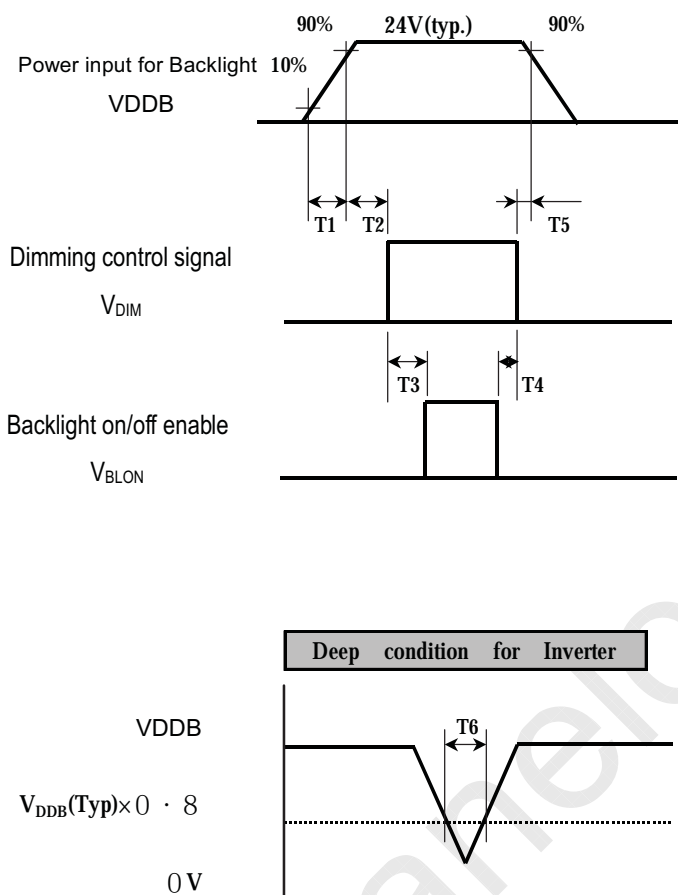 90% 24V(typ.) 90%
Power input for Backlight 10%
VDDB
T1 T2 T5
Dimming control signal
VDIM
T3 T4
Backlight on/off enable
VBLON
Deep condition for Inverter
VDDB
T6
VDDB(Typ)×0 · 8
0V